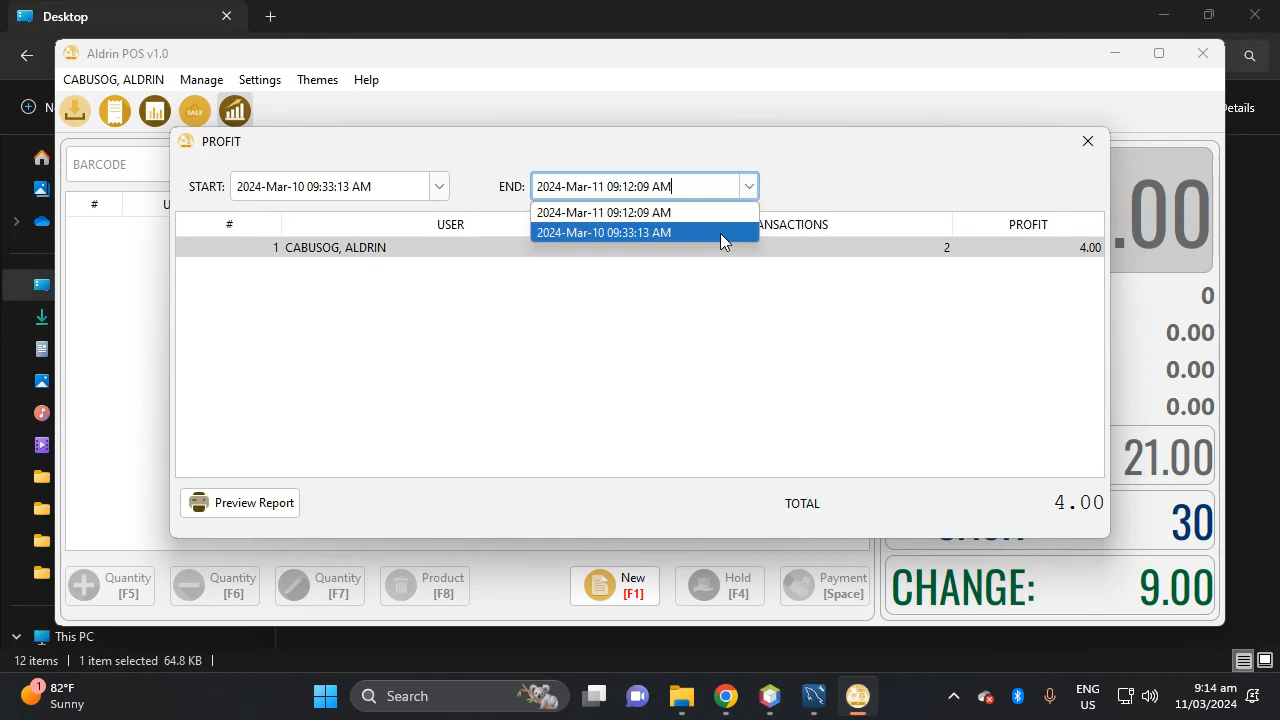 Desktop
Aldrin POS v1.0
CABUSOG, ALDRIN Manage Settings Themes Help
SALE
etails
PROFIT
BARCODE
START: 2024-Mar-10 09:33:13 AM END: 2024-Mar-11 09:12:09 AM
2024-Mar-11 09:12:09 AM
2024-Mar-10 09:33:13 AM
# USER ANSACTIONS PROFIT
1 CABUSOG, ALDRIN 2 4.00
#
.00
0
0.00
0.00
0.00
21.00
30
CHANGE: 9.00
Preview Report TOTAL 4.00
Quantity [F5]
Quantity [F6]
Quantity [F7]
Product [F8]
New [F1]
Hold [F4]
Payment [Space]
This PC
12 items 1 item selected 64.8 KB
1 82°F
Sunny
Search
ENG
US
9:14 am
11/03/2024